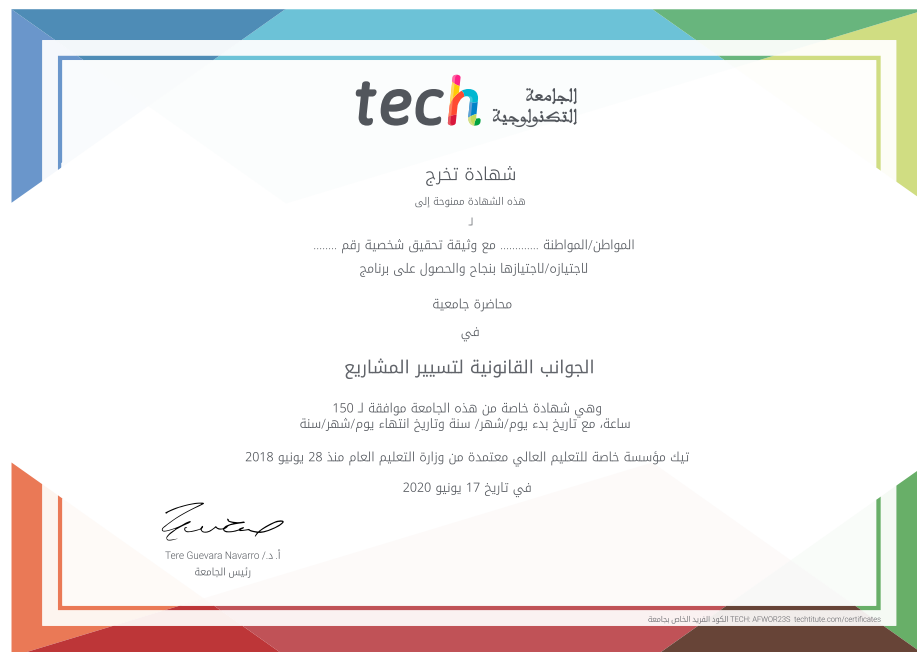 tech الجامعة
التكنولوجية
شهادة تخرج
هذه الشهادة ممنوحة إلى
لـ
المواطن/المواطنة ............ مع وثيقة تحقيق شخصية رقم ........
لاجتيازه/لاجتيازها بنجاح والحصول على برنامج
محاضرة جامعية
في
الجوانب القانونية لتسيير المشاريع
وهي شهادة خاصة من هذه الجامعة موافقة لـ 150
ساعة، مع تاريخ بدء يوم/شهر/ سنة وتاريخ انتهاء يوم/شهر/سنة
تيك مؤسسة خاصة للتعليم العالي معتمدة من وزارة التعليم العام منذ 28 يونيو 2018
في تاريخ 17 يونيو 2020
أ. د./ Tere Guevara Navarro
رئيس الجامعة
الكود الفريد الخاص بجامعة TECH: AFWOR23S techtitute.com/certificates